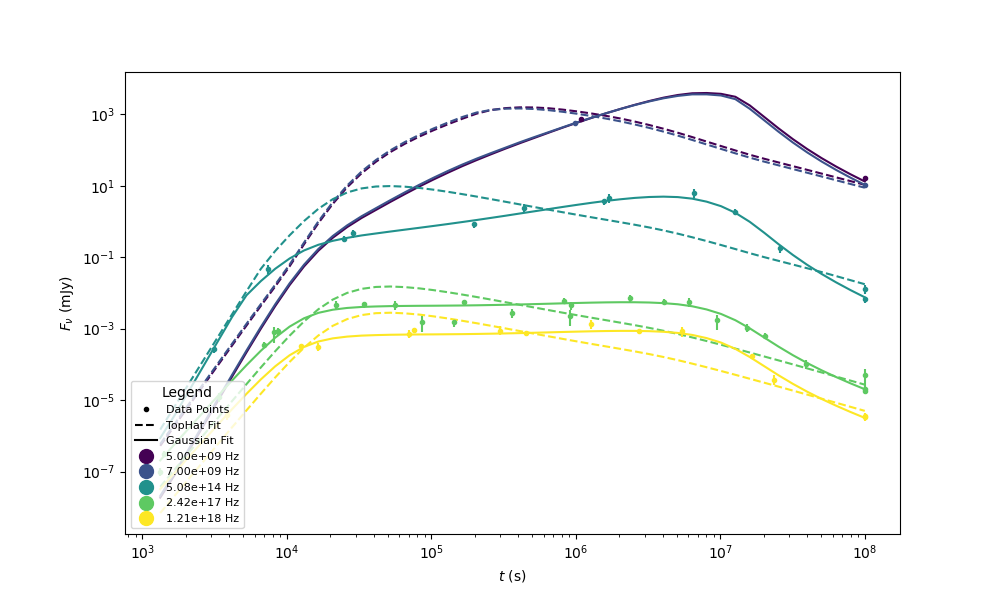 10³
10¹
10⁻¹
10⁻³
10⁻⁵
10⁻⁷
F_ν (mJy)
Legend
Data Points
TopHat Fit
Gaussian Fit
5.00e+09 Hz
7.00e+09 Hz
5.08e+14 Hz
2.42e+17 Hz
1.21e+18 Hz
10³ 10⁴ 10⁵ 10⁶ 10⁷ 10⁸
t (s)